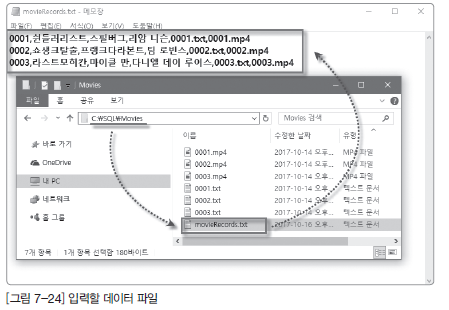 movieRecords.txt - 메모장
파일(F) 편집(E) 서식(O) 보기(V) 도움말(H)
0001,쉰들러리스트,스필버그,리암 니슨,0001.txt,0001.mp4
0002,쇼생크탈출,프랭크다라본트,팀 로빈스,0002.txt,0002.mp4
0003,라스트모히칸,마이클 만,다니엘 데이 루이스,0003.txt,0003.mp4
Movies
파일 홈 공유 보기
C:₩SQL₩Movies
Movies 검색
바로 가기
OneDrive
내 PC
네트워크
홈 그룹
이름 수정한 날짜 유형
0001.mp4 2017-10-14 오후... MP4 파일
0002.mp4 2017-10-14 오후... MP4 파일
0003.mp4 2017-10-14 오후... MP4 파일
0001.txt 2017-10-14 오후... 텍스트 문서
0002.txt 2017-10-14 오후... 텍스트 문서
0003.txt 2017-10-14 오후... 텍스트 문서
movieRecords.txt 2017-10-16 오후... 텍스트 문서
7개 항목 1개 항목 선택함 180바이트
[그림 7-24] 입력할 데이터 파일